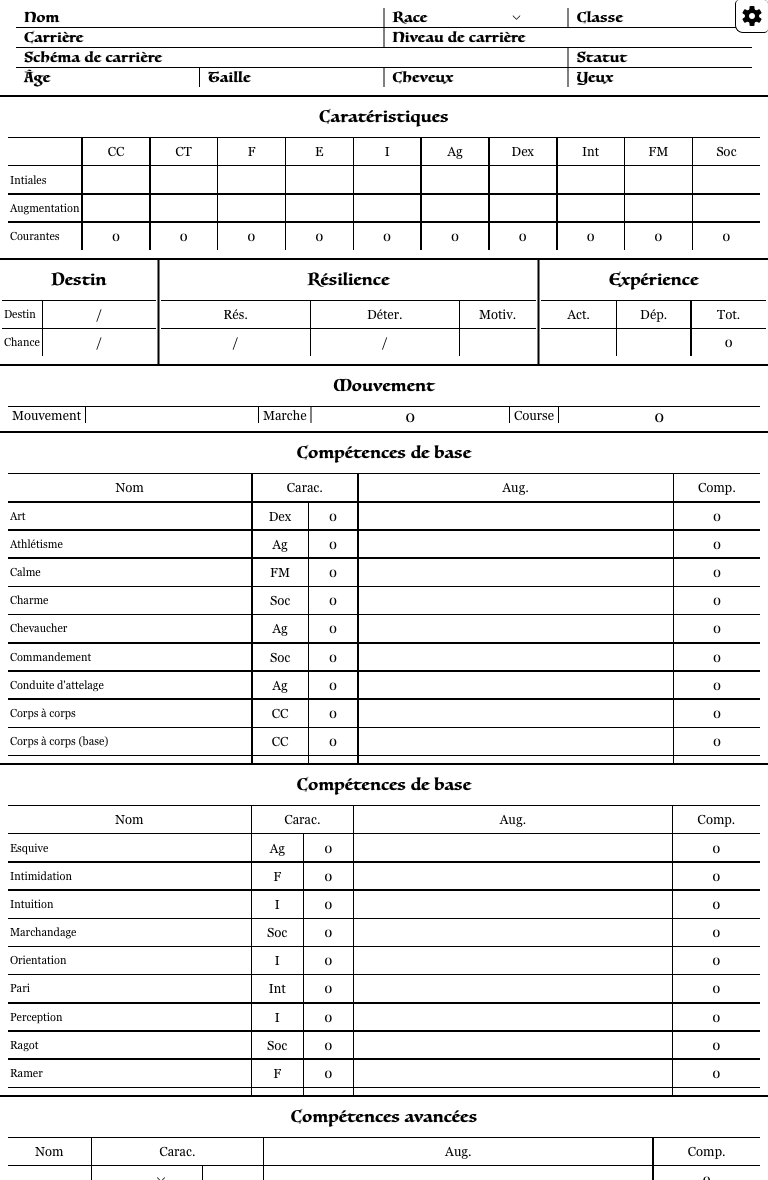 Nom Race Classe
Carrière Niveau de carrière
Schéma de carrière Statut
Âge Taille Cheveux Yeux
Caratéristiques
CC CT F E I Ag Dex Int FM Soc
Intiales
Augmentation
Courantes 0 0 0 0 0 0 0 0 0 0
Destin Résilience Expérience
Destin / Rés. Déter. Motiv. Act. Dép. Tot.
Chance / / / 0
Mouvement
Mouvement Marche 0 Course 0
Compétences de base
Nom Carac. Aug. Comp.
Art Dex 0 0
Athlétisme Ag 0 0
Calme FM 0 0
Charme Soc 0 0
Chevaucher Ag 0 0
Commandement Soc 0 0
Conduite d'attelage Ag 0 0
Corps à corps CC 0 0
Corps à corps (base) CC 0 0
Compétences de base
Nom Carac. Aug. Comp.
Esquive Ag 0 0
Intimidation F 0 0
Intuition I 0 0
Marchandage Soc 0 0
Orientation I 0 0
Pari Int 0 0
Perception I 0 0
Ragot Soc 0 0
Ramer F 0 0
Compétences avancées
Nom Carac. Aug. Comp.
0